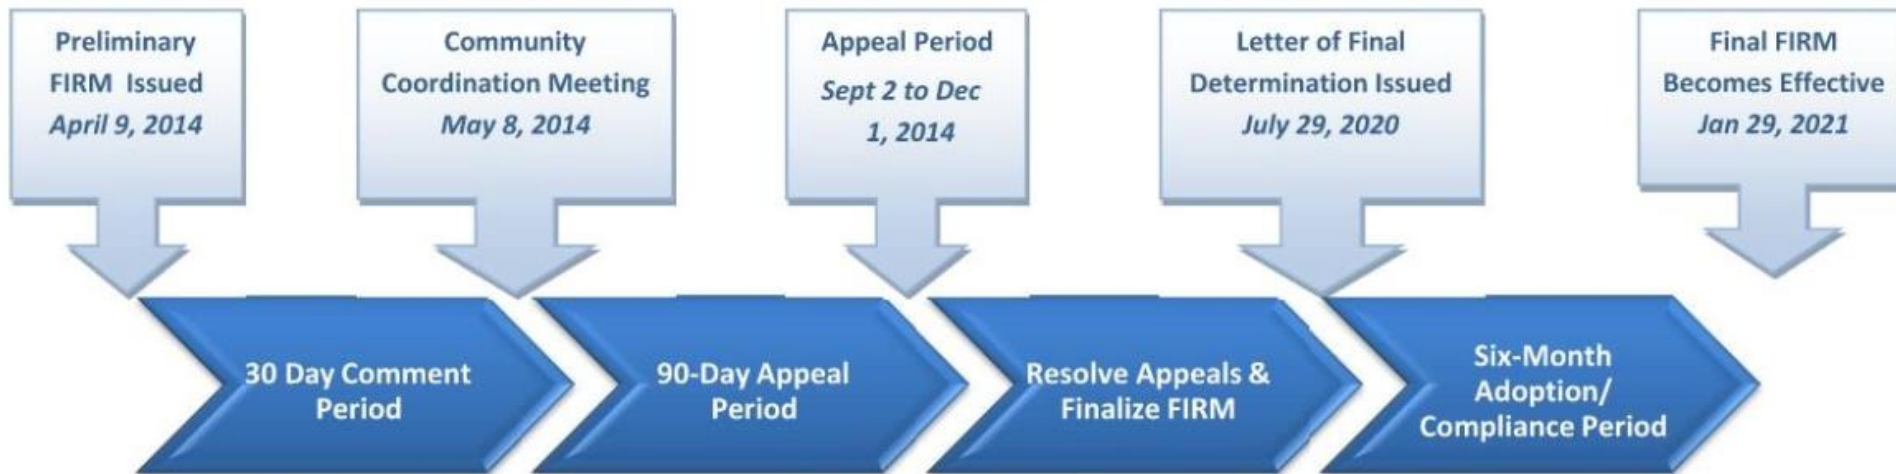 Preliminary
FIRM Issued
April 9, 2014
Community
Coordination Meeting
May 8, 2014
Appeal Period
Sept 2 to Dec
1, 2014
Letter of Final
Determination Issued
July 29, 2020
Final FIRM
Becomes Effective
Jan 29, 2021
30 Day Comment
Period
90-Day Appeal
Period
Resolve Appeals &
Finalize FIRM
Six-Month
Adoption/
Compliance Period